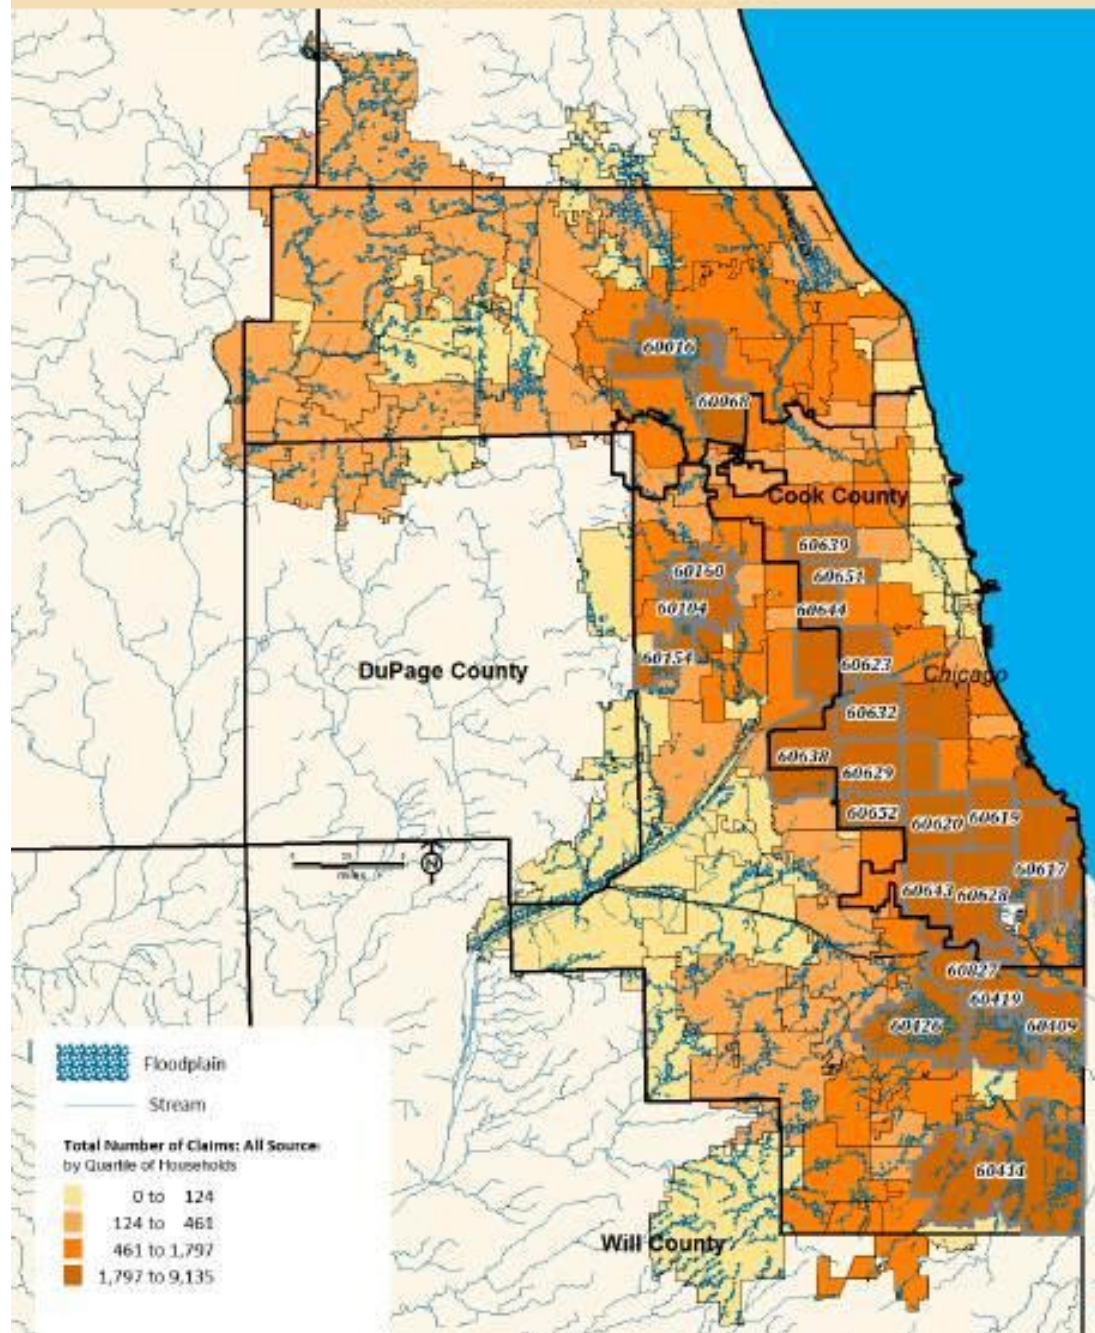 60016
60068
Cook County
60639
60160
60651
60104
60644
60154
60623
DuPage County
Chicago
60632
60638
60629
60652
60620
60619
60617
60643
60628
miles
N
60827
60419
60426
60409
Floodplain
Stream
Total Number of Claims: All Source:
by Quartile of Households
0 to 124
124 to 461
461 to 1,797
1,797 to 9,135
60411
Will County